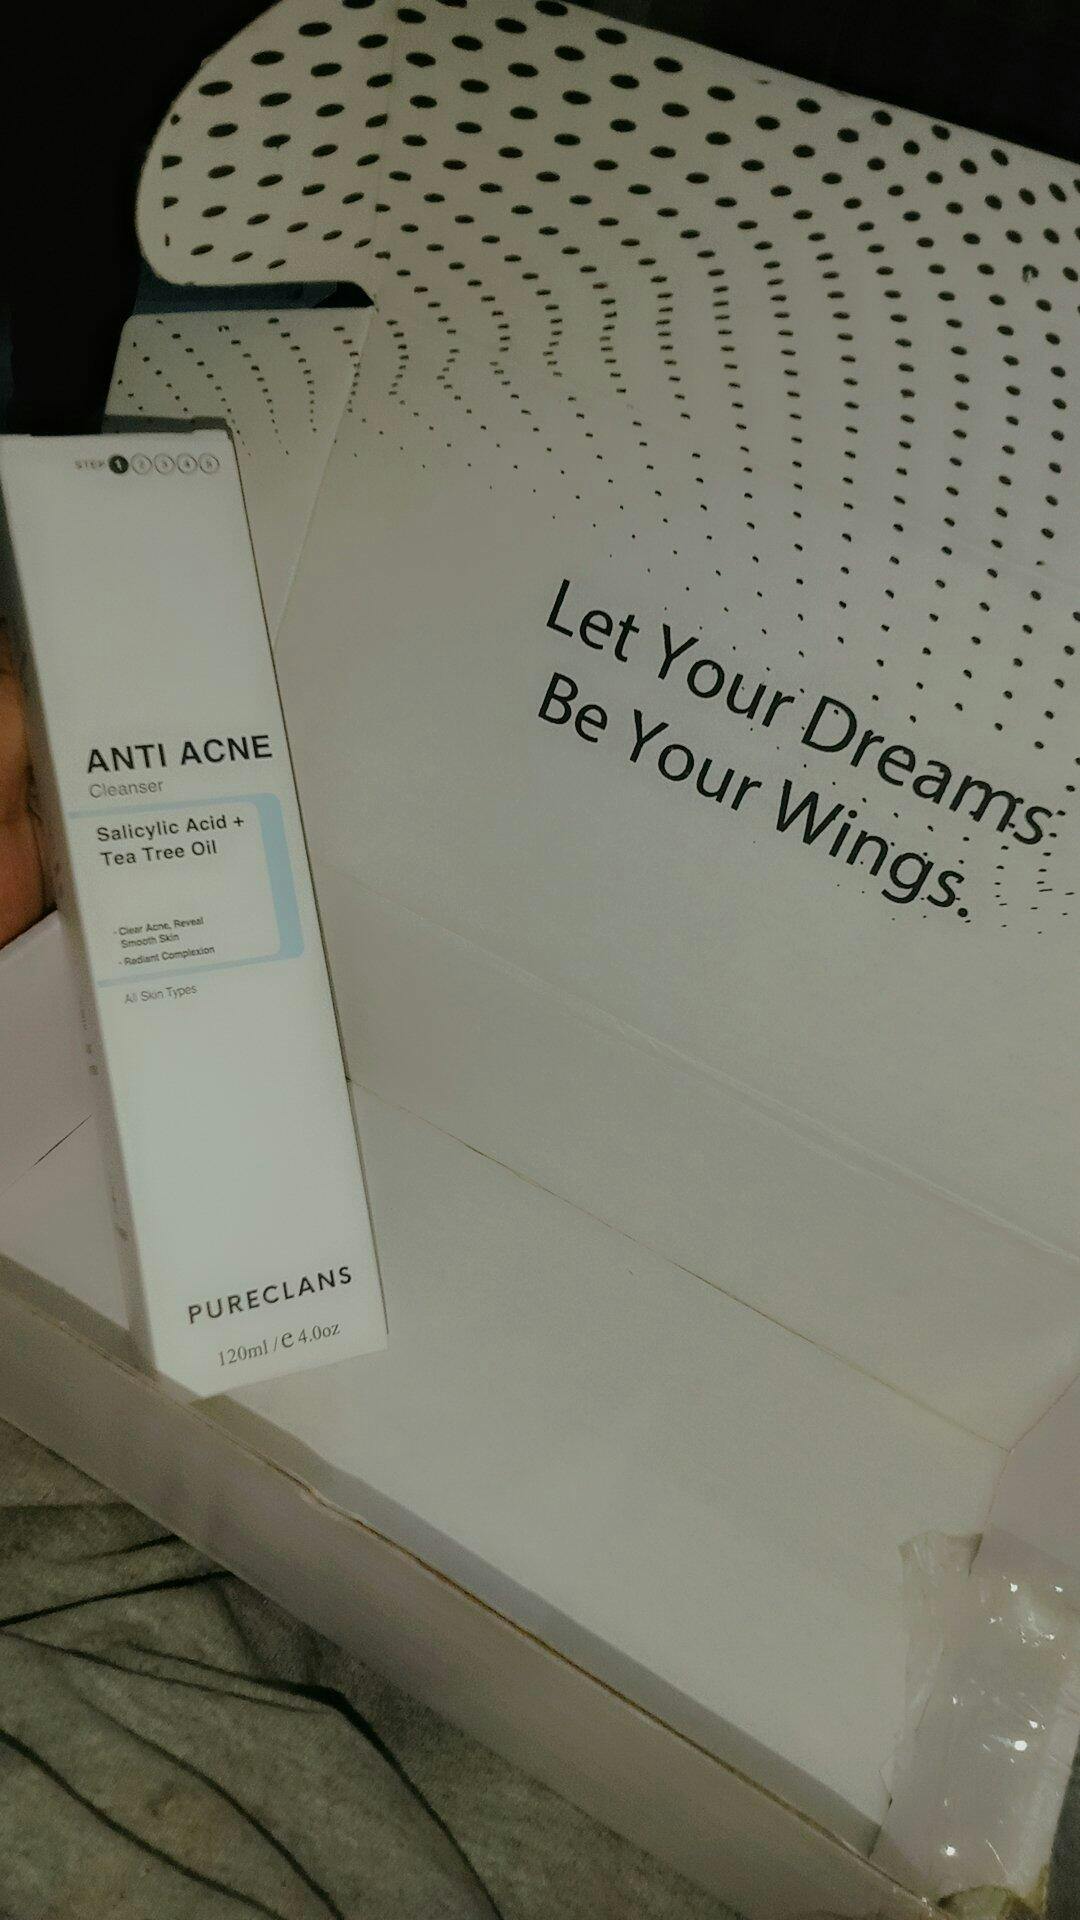 STEP 1 2 3 4 5
ANTI ACNE
Cleanser
Salicylic Acid +
Tea Tree Oil
- Clear Acne, Reveal
Smooth Skin
- Radiant Complexion
All Skin Types
PURECLANS
120ml / e 4.0oz
Let Your Dreams
Be Your Wings.